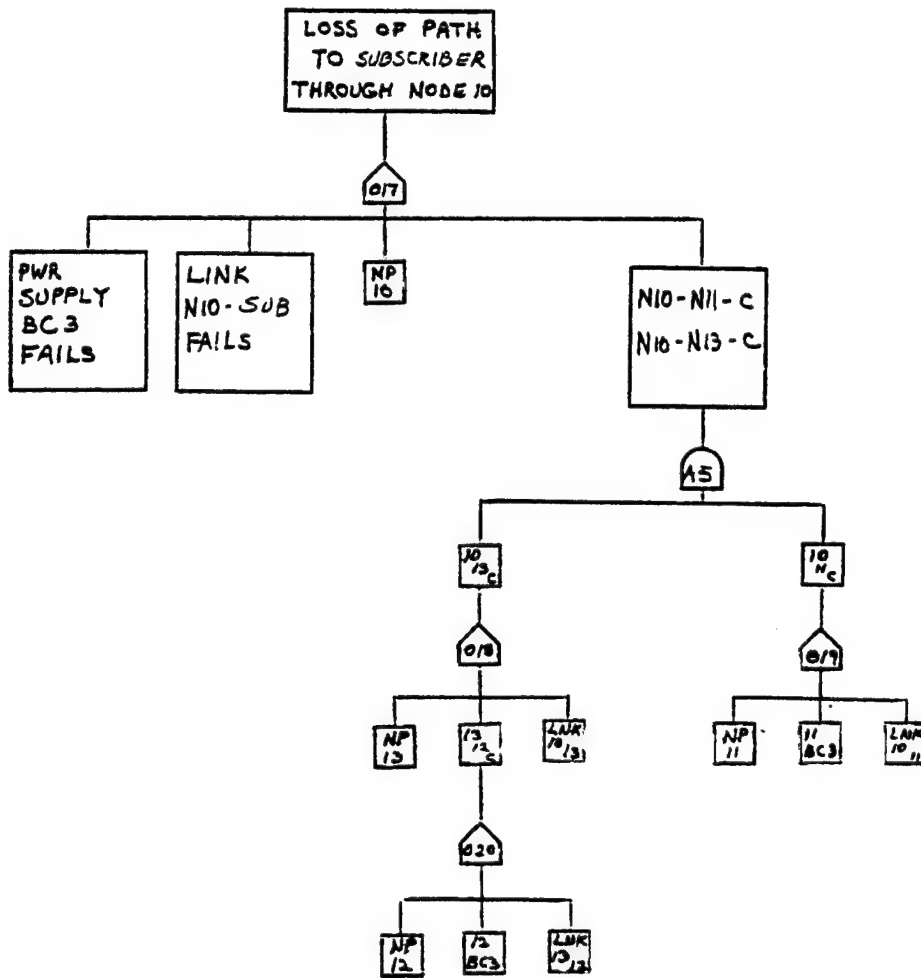 LOSS OF PATH
TO SUBSCRIBER
THROUGH NODE 10
O17
PWR
SUPPLY
BC3
FAILS
LINK
N10-SUB
FAILS
NP
10
N10-N11-C
N10-N13-C
A5
10
13
C
10
11
C
O18
O19
NP
13
13
12
C
LNK
10
13
NP
11
11
BC3
LNK
10
11
O20
NP
12
12
BC3
LNK
13
12